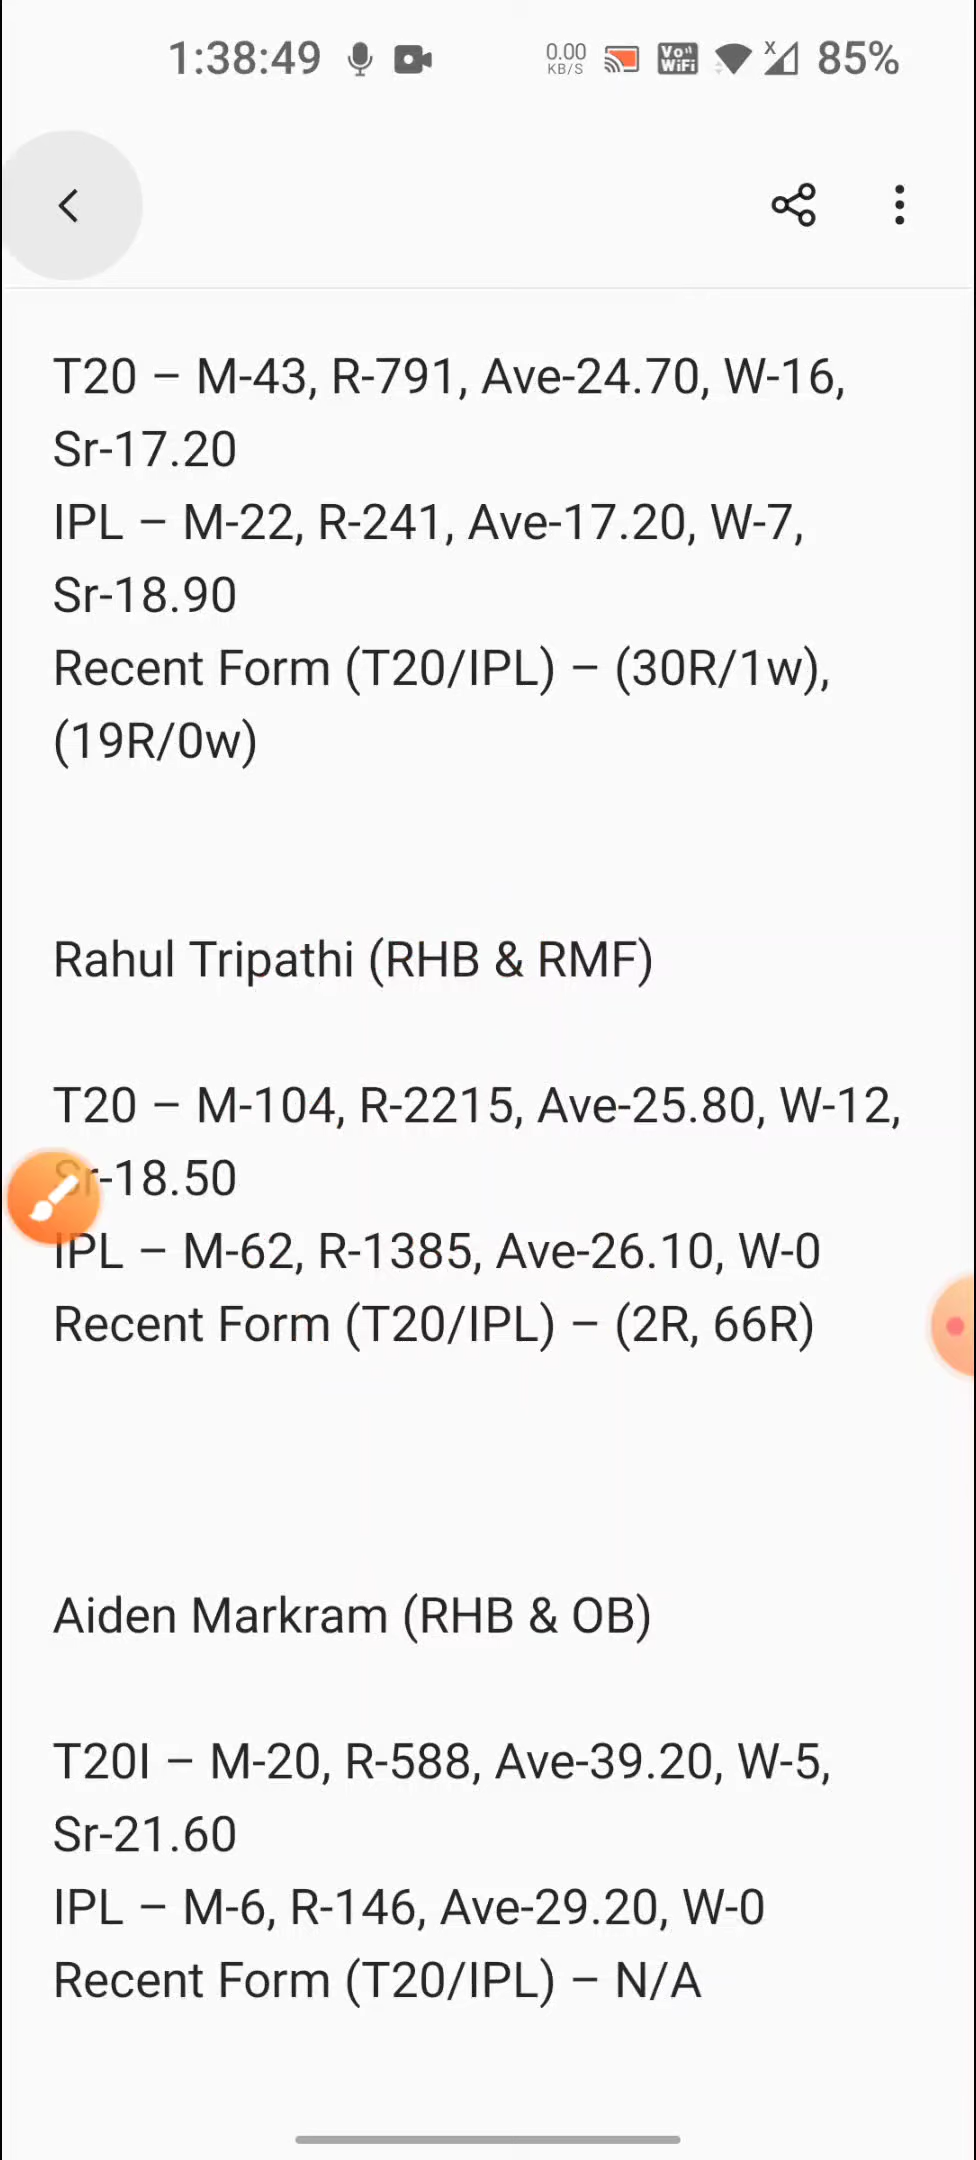 1:38:49 0.00 KB/S Vo)) WiFi X 85%
T20 – M-43, R-791, Ave-24.70, W-16,
Sr-17.20
IPL – M-22, R-241, Ave-17.20, W-7,
Sr-18.90
Recent Form (T20/IPL) – (30R/1w),
(19R/0w)
Rahul Tripathi (RHB & RMF)
T20 – M-104, R-2215, Ave-25.80, W-12,
Sr-18.50
IPL – M-62, R-1385, Ave-26.10, W-0
Recent Form (T20/IPL) – (2R, 66R)
Aiden Markram (RHB & OB)
T20I – M-20, R-588, Ave-39.20, W-5,
Sr-21.60
IPL – M-6, R-146, Ave-29.20, W-0
Recent Form (T20/IPL) – N/A